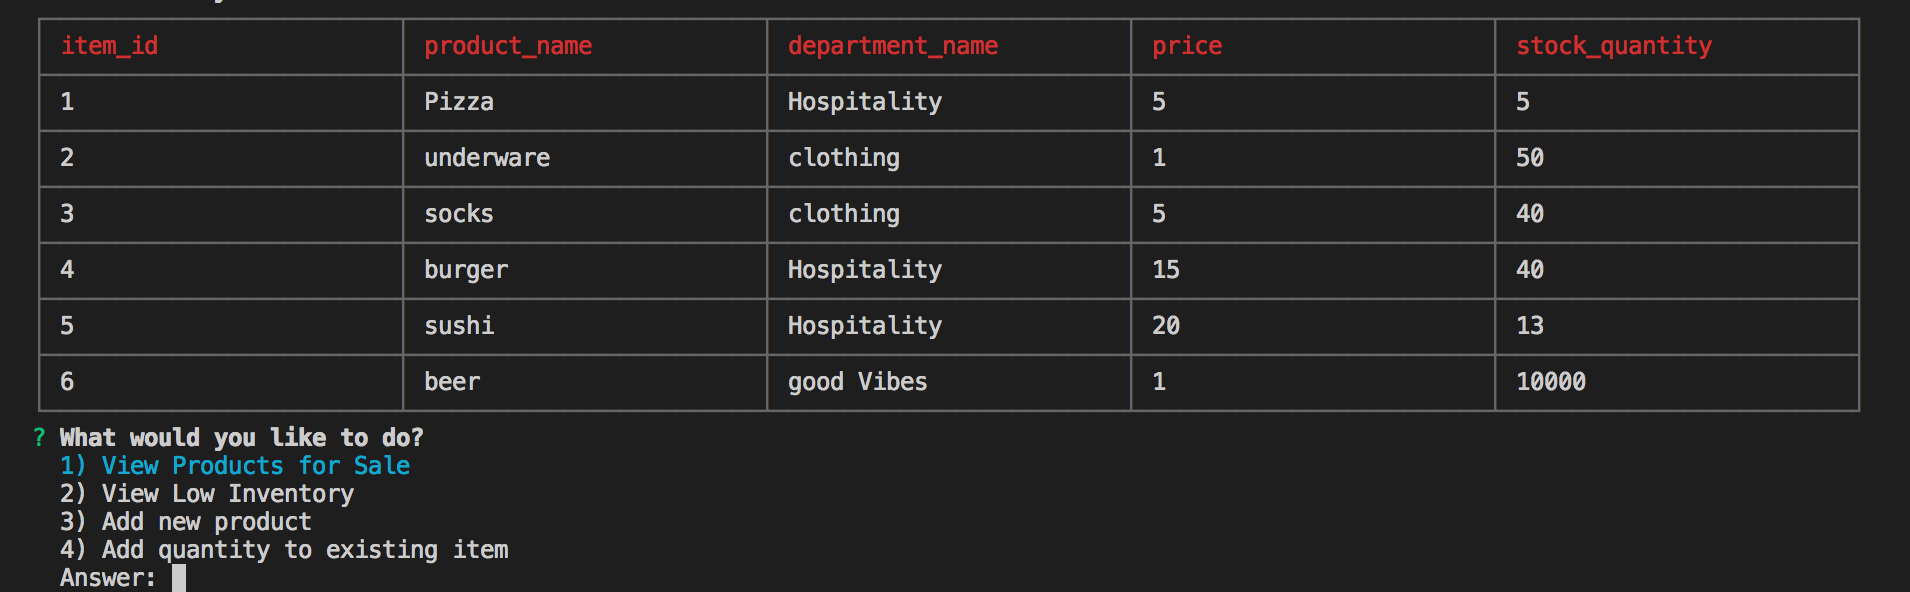 item_id product_name department_name price stock_quantity
1 Pizza Hospitality 5 5
2 underware clothing 1 50
3 socks clothing 5 40
4 burger Hospitality 15 40
5 sushi Hospitality 20 13
6 beer good Vibes 1 10000
? What would you like to do?
1) View Products for Sale
2) View Low Inventory
3) Add new product
4) Add quantity to existing item
Answer: